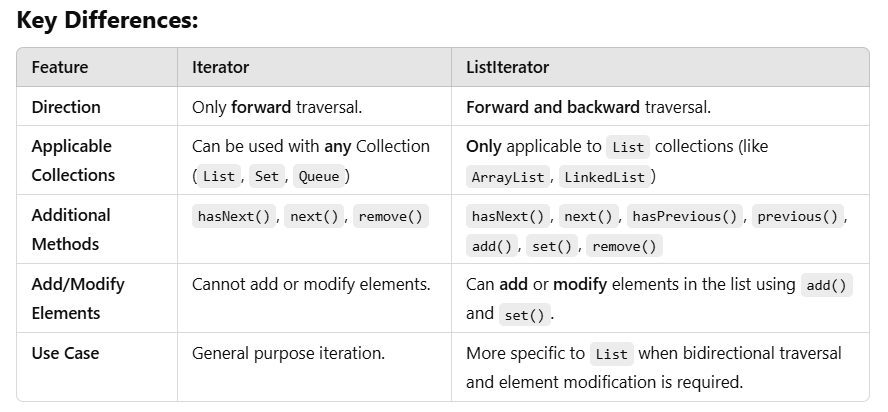 Key Differences:
Feature Iterator ListIterator
Direction Only forward traversal. Forward and backward traversal.
Applicable Can be used with any Collection Only applicable to List collections (like
Collections ( List, Set, Queue ) ArrayList, LinkedList )
Additional hasNext(), next(), remove() hasNext(), next(), hasPrevious(), previous(),
Methods add(), set(), remove()
Add/Modify Cannot add or modify elements. Can add or modify elements in the list using add()
Elements and set().
Use Case General purpose iteration. More specific to List when bidirectional traversal
and element modification is required.